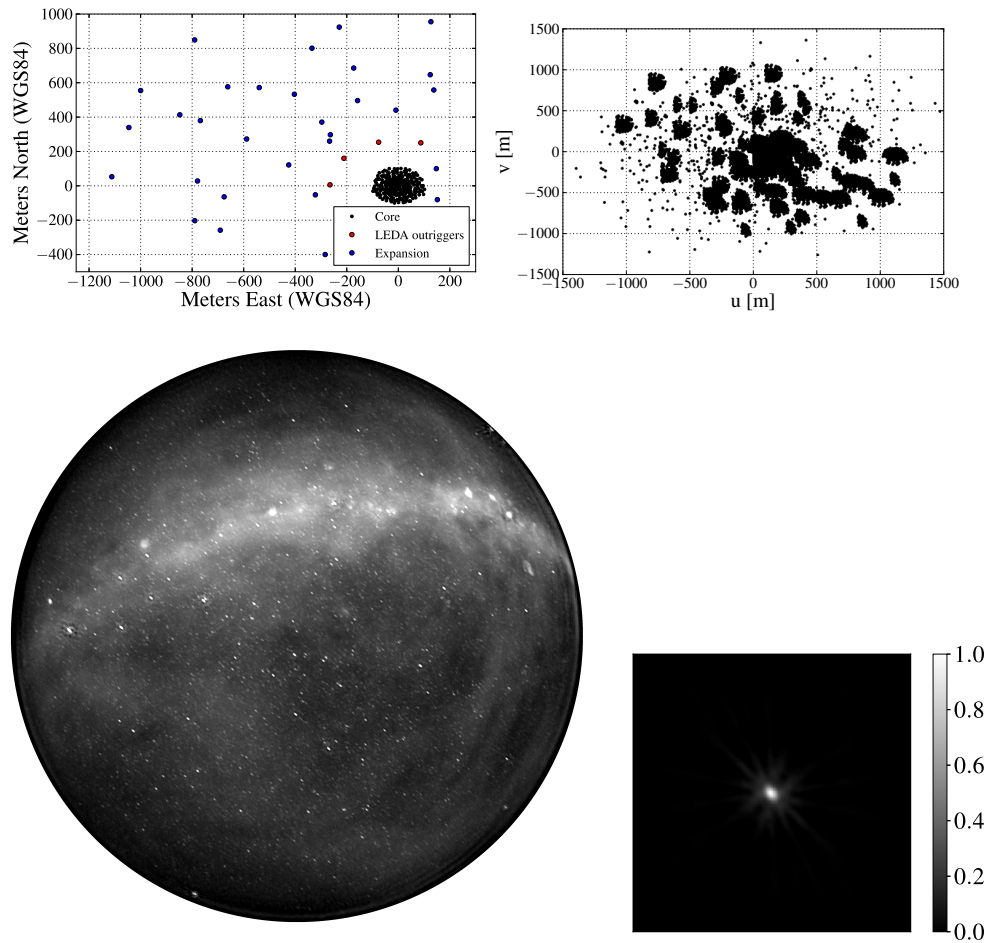 1000
800
600
400
200
0
−200
−400
−1200 −1000 −800 −600 −400 −200 0 200
Meters East (WGS84)
Meters North (WGS84)
Core
LEDA outriggers
Expansion
1500
1000
500
0
−500
−1000
−1500
−1500 −1000 −500 0 500 1000 1500
u [m]
v [m]
1.0
0.8
0.6
0.4
0.2
0.0